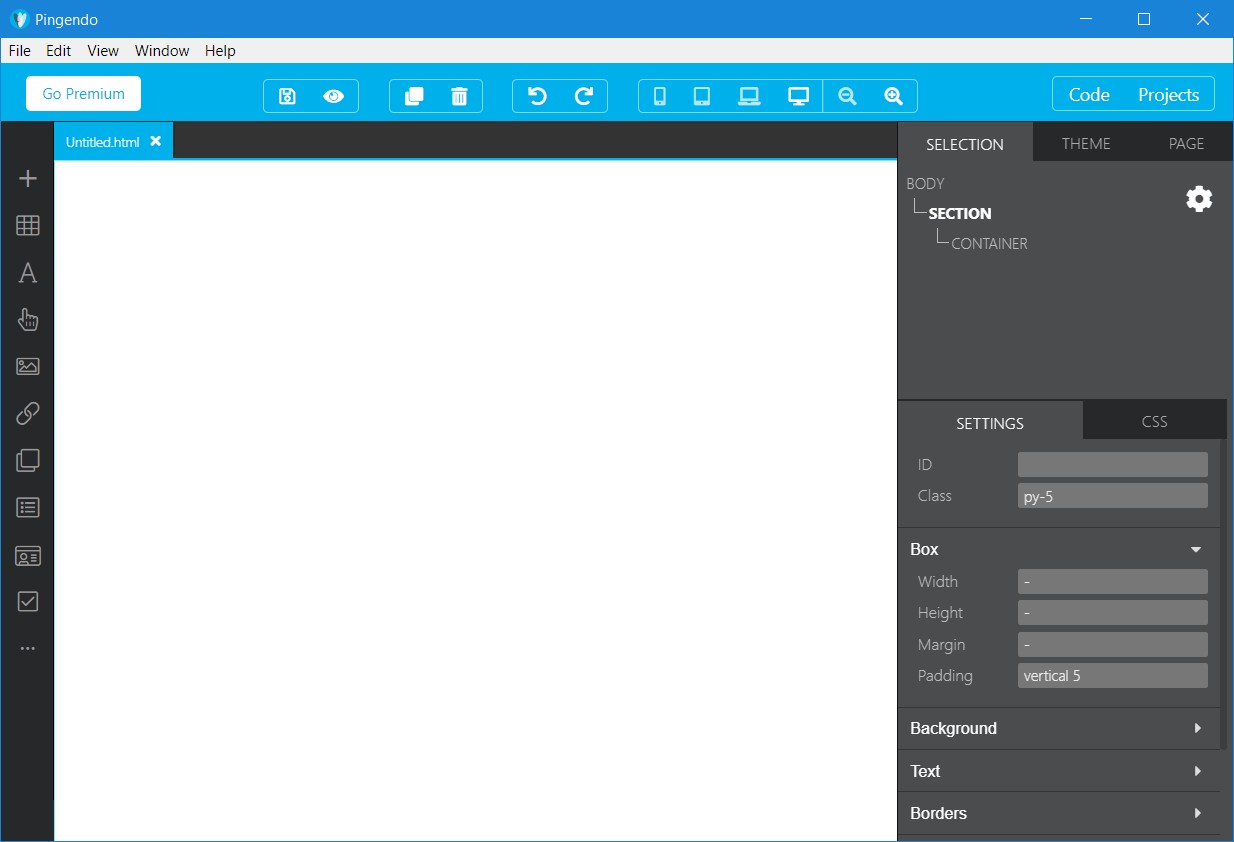 Pingendo
File Edit View Window Help
Go Premium Code Projects
Untitled.html
SELECTION THEME PAGE
BODY
SECTION
CONTAINER
SETTINGS CSS
ID
Class py-5
Box
Width -
Height -
Margin -
Padding vertical 5
Background
Text
Borders